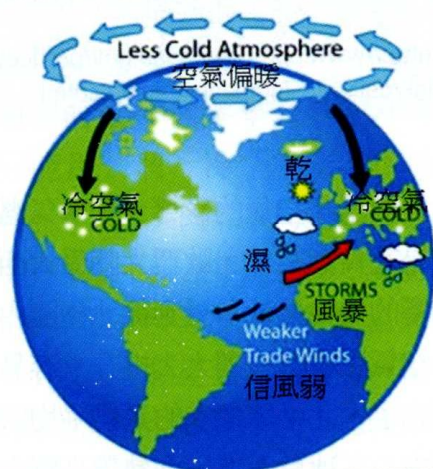 Less Cold Atmosphere
空氣偏暖
乾
冷空氣
COLD
冷空氣
COLD
濕
STORMS
風暴
Weaker
Trade Winds
信風弱